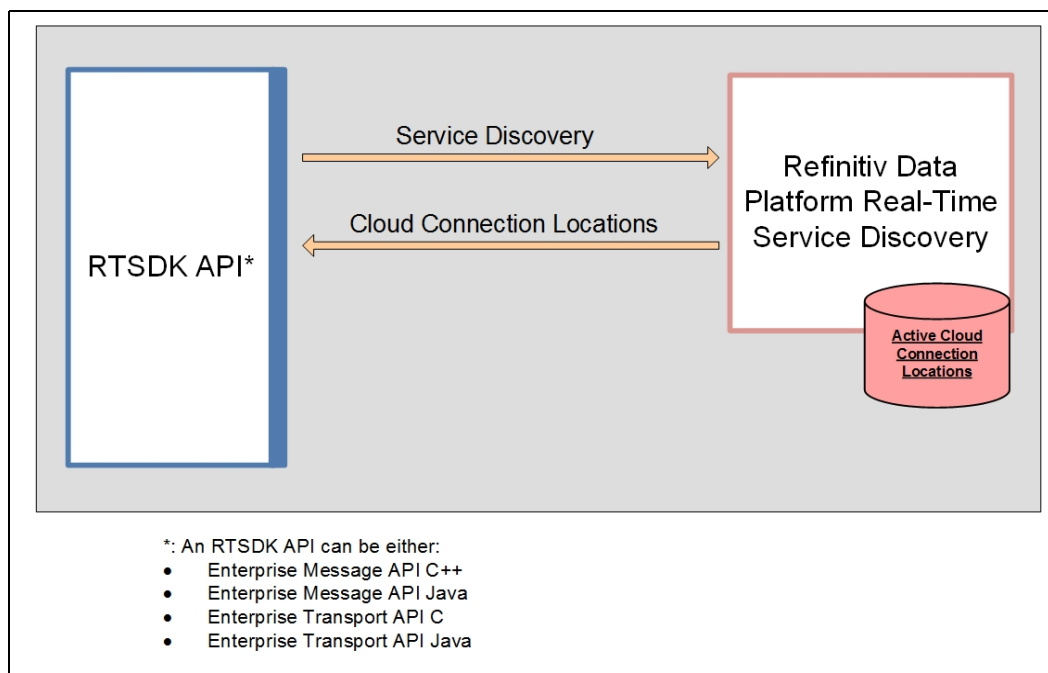 Service Discovery
Cloud Connection Locations
RTSDK API*
Refinitiv Data
Platform Real-Time
Service Discovery
Active Cloud
Connection
Locations
*: An RTSDK API can be either:
• Enterprise Message API C++
• Enterprise Message API Java
• Enterprise Transport API C
• Enterprise Transport API Java